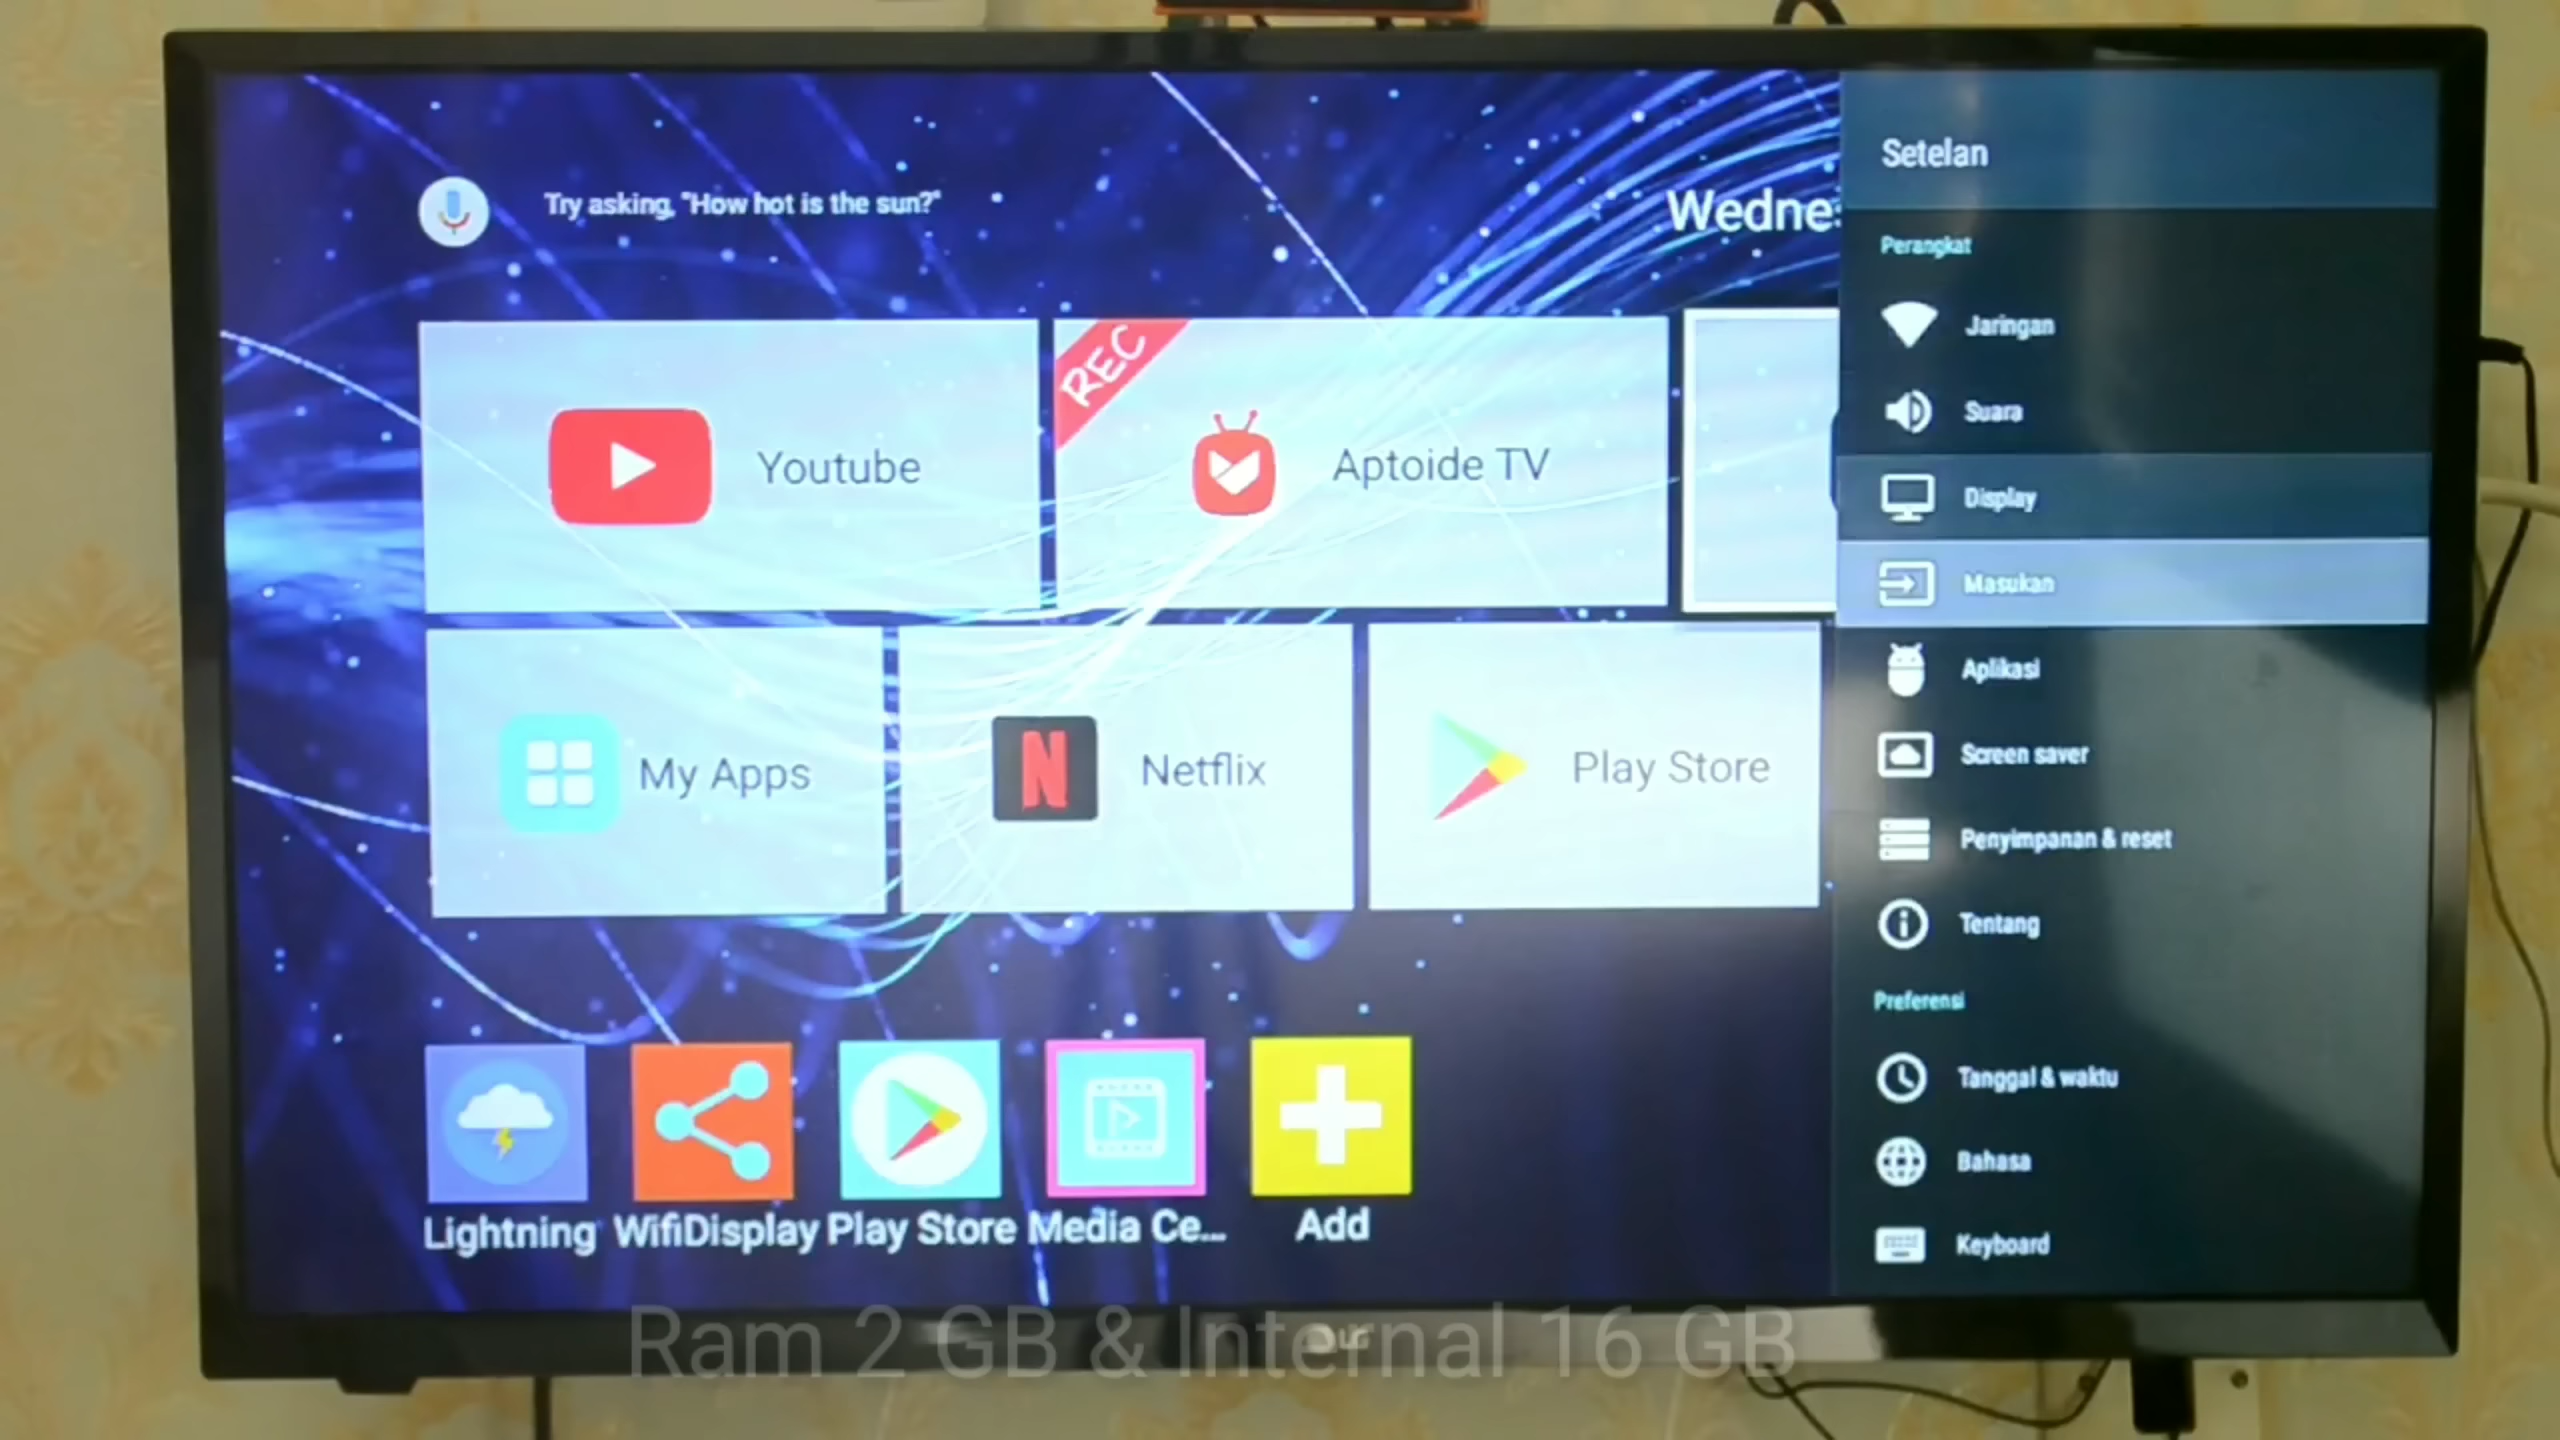 Try asking, "How hot is the sun?"
Wednes
REC
Youtube
Aptoide TV
My Apps
Netflix
Play Store
Lightning
WifiDisplay
Play Store
Media Ce...
Add
Setelan
Perangkat
Jaringan
Suara
Display
Masukan
Aplikasi
Screen saver
Penyimpanan & reset
Tentang
Preferensi
Tanggal & waktu
Bahasa
Keyboard
LG
Ram 2 GB & Internal 16 GB